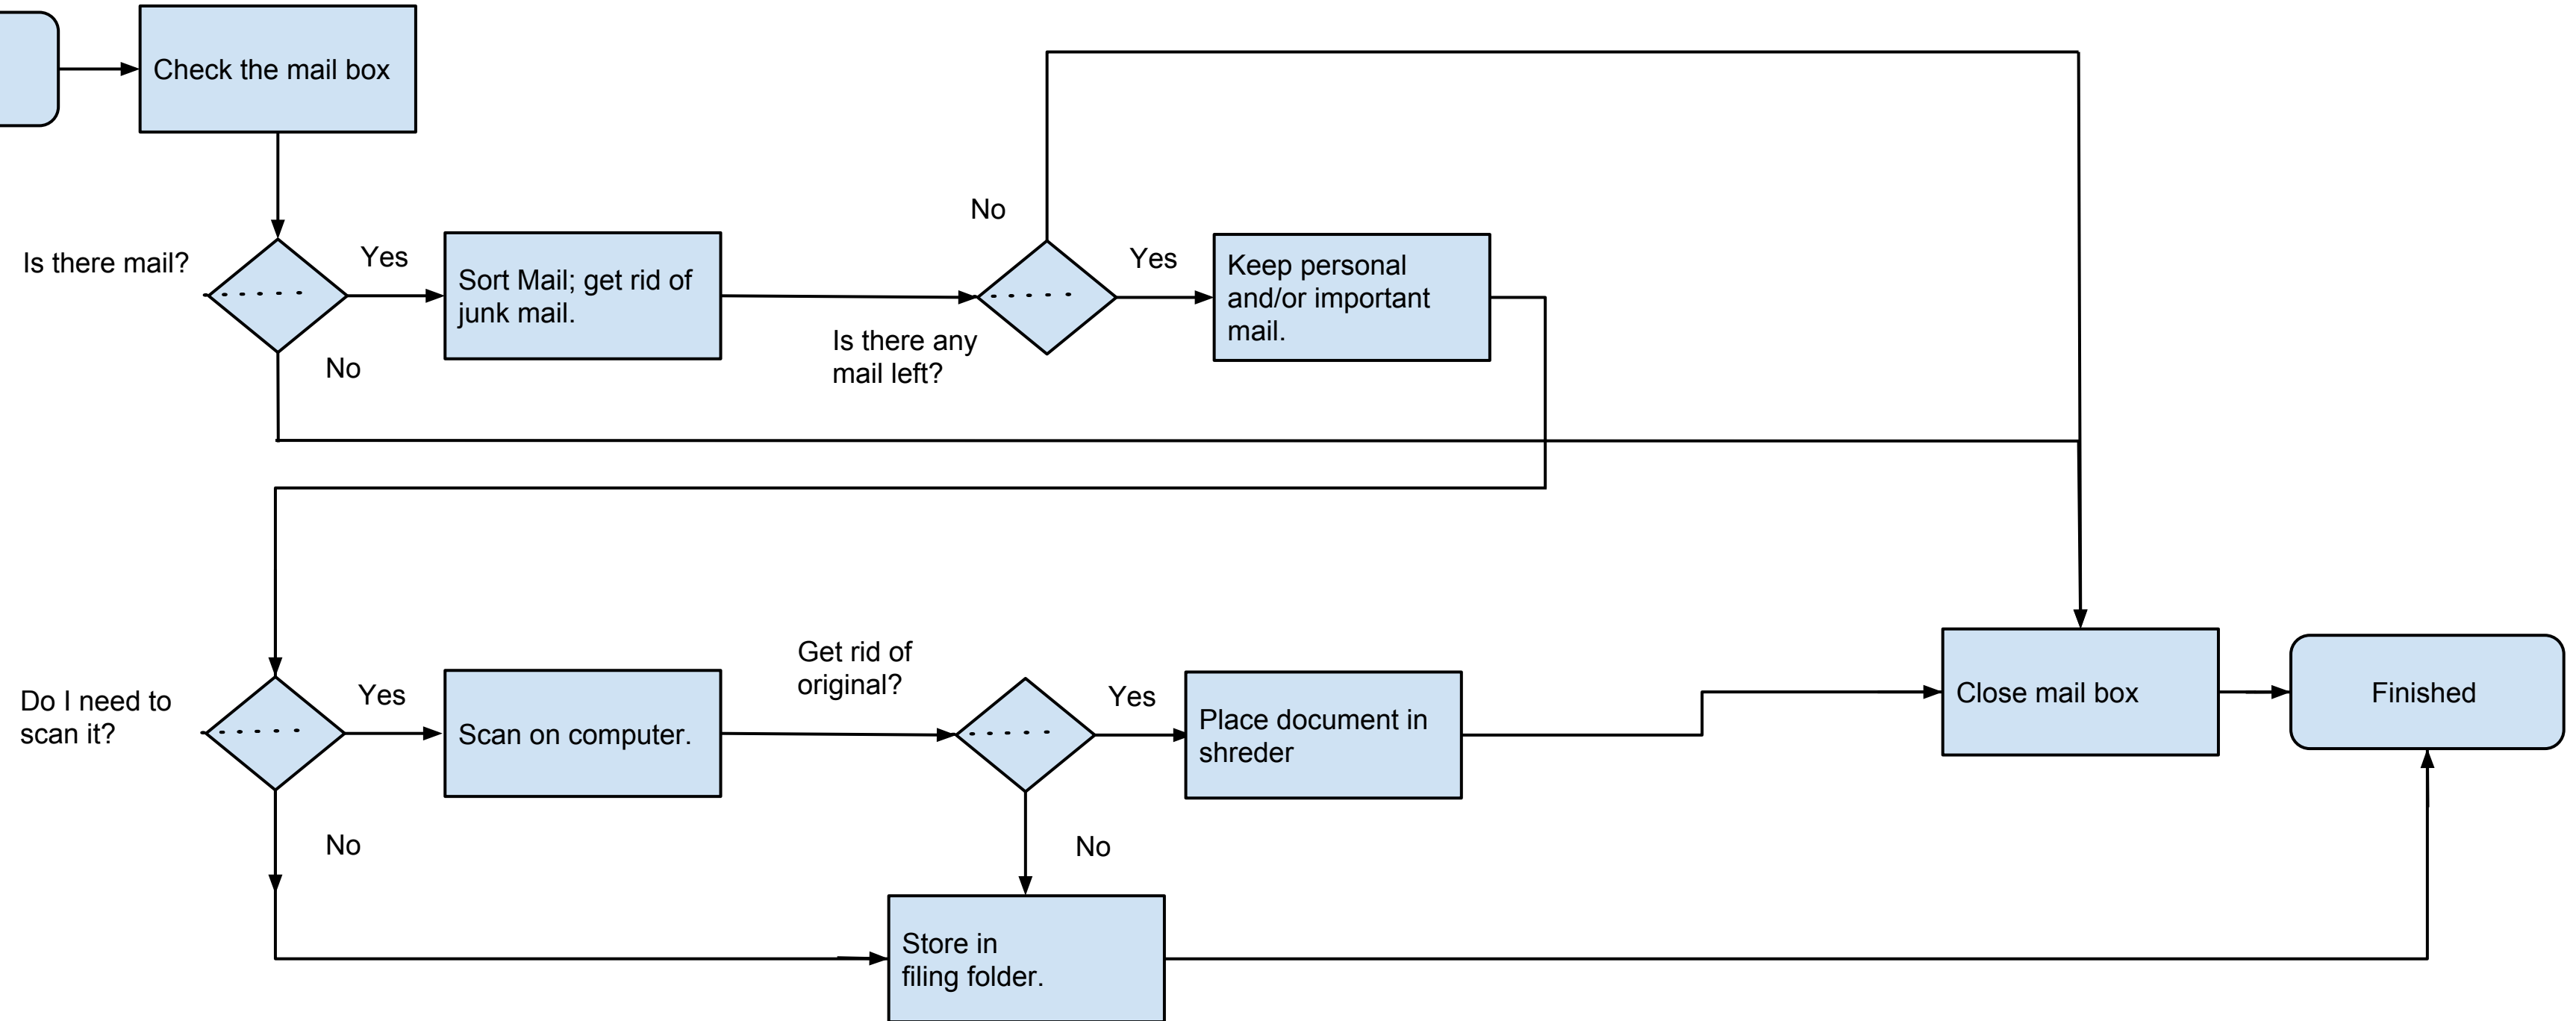 Check the mail box
No
Is there mail?
Yes
Sort Mail; get rid of
junk mail.
Yes
Keep personal
and/or important
mail.
Is there any
mail left?
No
Get rid of
original?
Do I need to
scan it?
Yes
Scan on computer.
Yes
Place document in
shreder
Close mail box
Finished
No
No
Store in
filing folder.